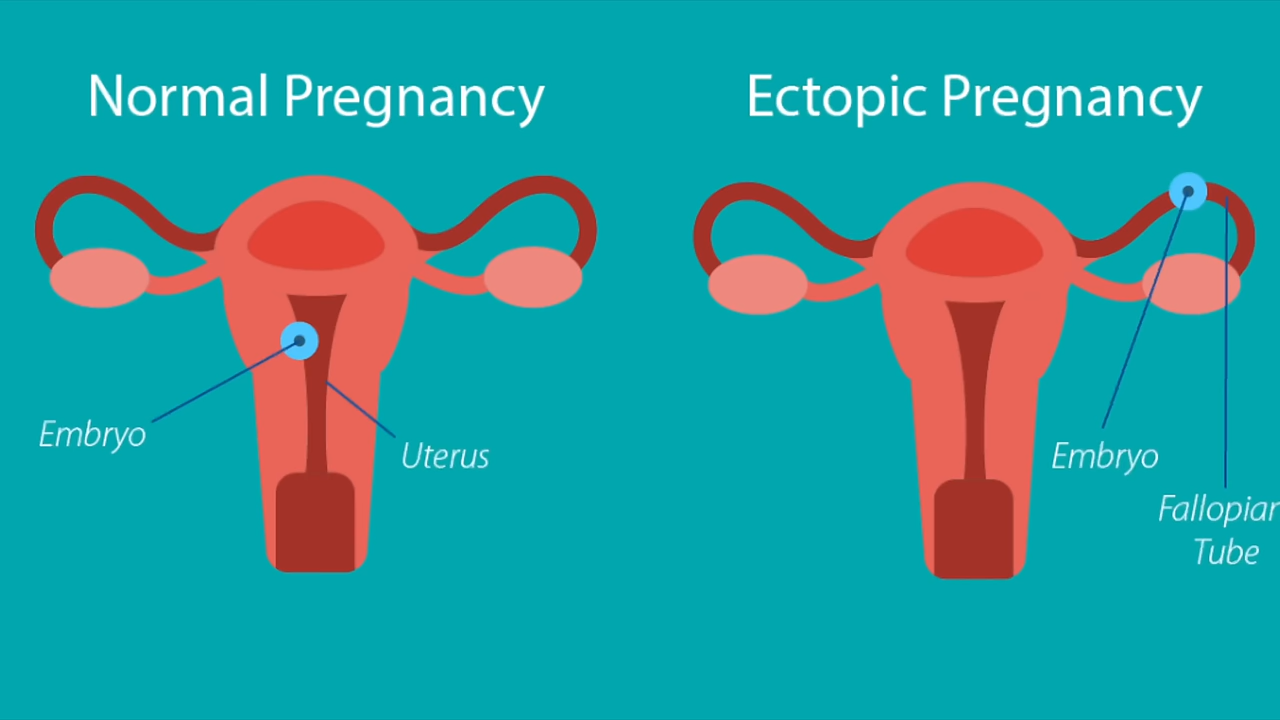 Normal Pregnancy
Ectopic Pregnancy
Embryo
Uterus
Embryo
Fallopian
Tube